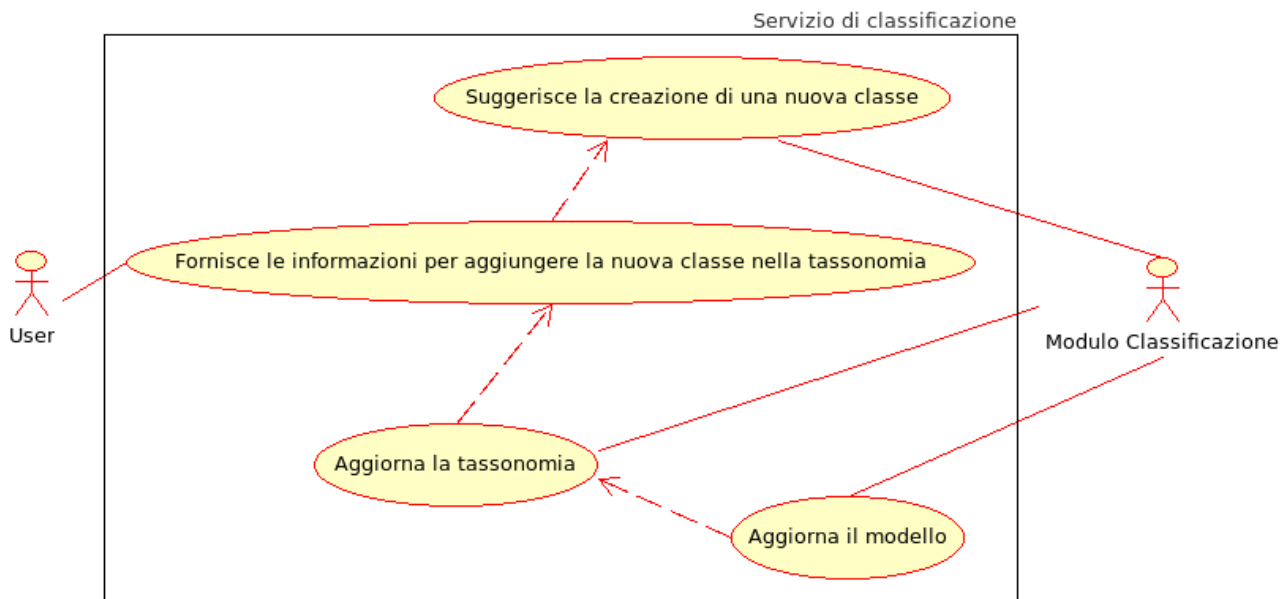 Servizio di classificazione
Suggerisce la creazione di una nuova classe
Fornisce le informazioni per aggiungere la nuova classe nella tassonomia
User
Modulo Classificazione
Aggiorna la tassonomia
Aggiorna il modello